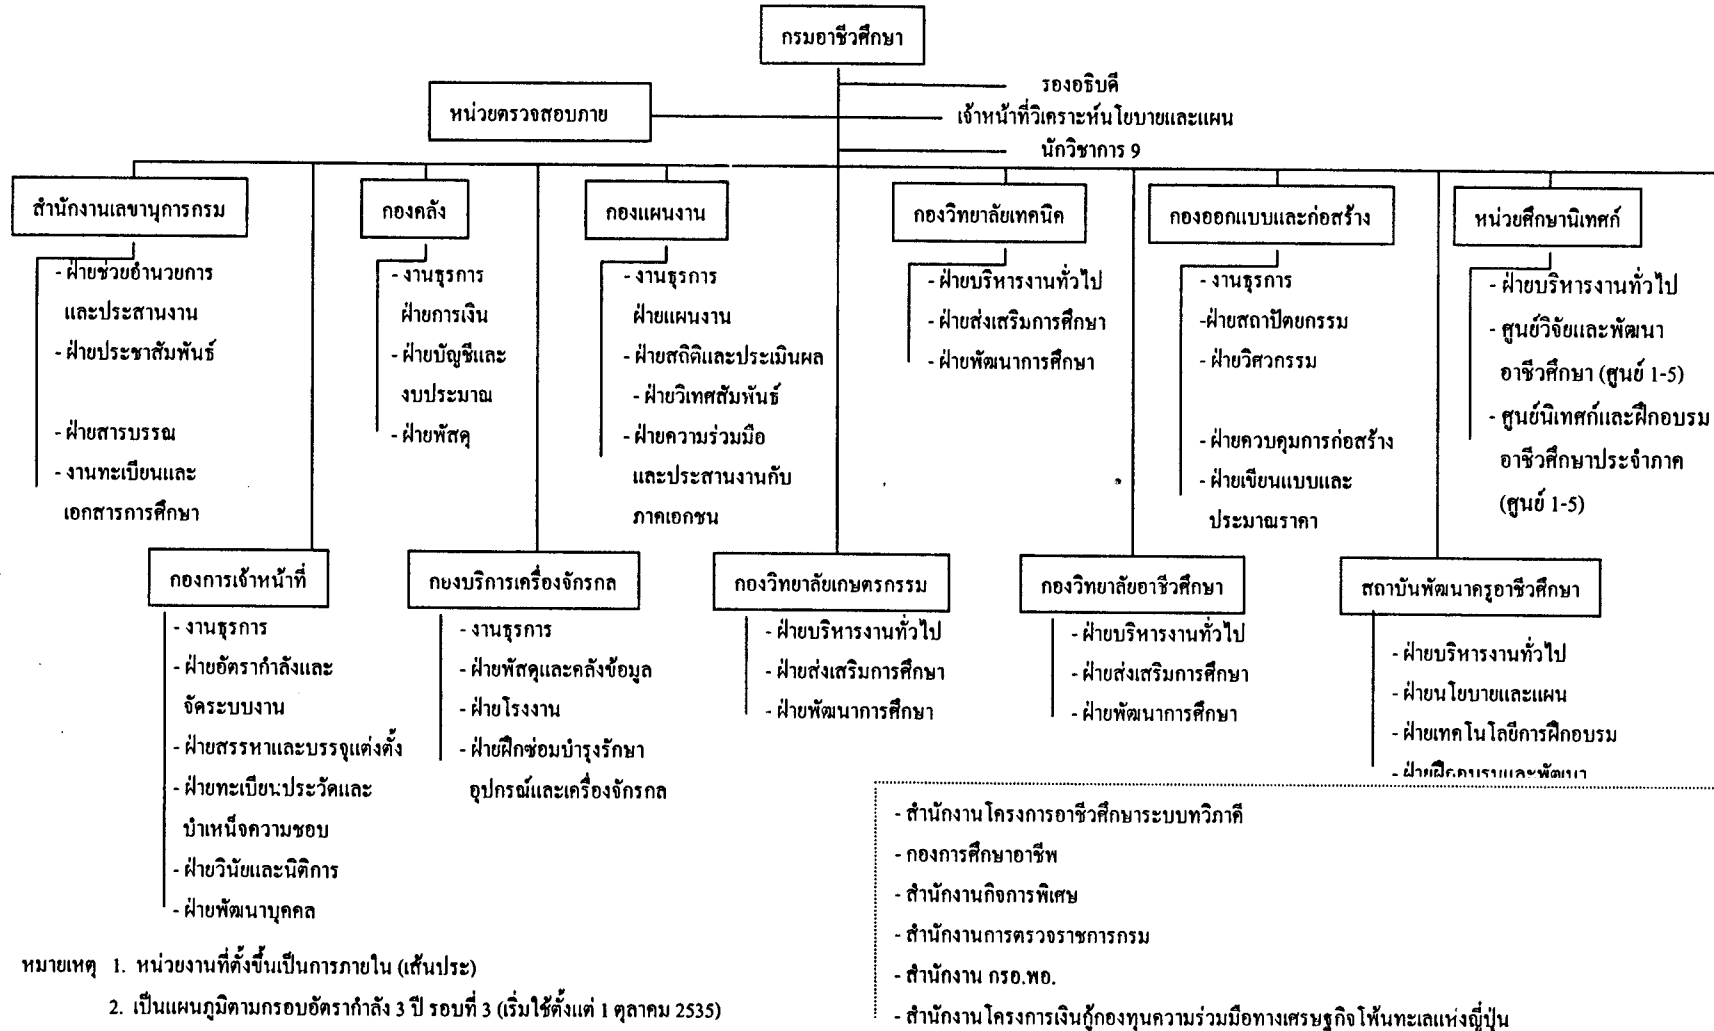 กรมอาชีวศึกษา
รองอธิบดี
หน่วยตรวจสอบภาย
เจ้าหน้าที่วิเคราะห์นโยบายและแผน
นักวิชาการ 9
สำนักงานเลขานุการกรม
- ฝ่ายช่วยอำนวยการ
และประสานงาน
- ฝ่ายประชาสัมพันธ์
- ฝ่ายสารบรรณ
- งานทะเบียนและ
เอกสารการศึกษา
กองคลัง
- งานธุรการ
ฝ่ายการเงิน
- ฝ่ายบัญชีและ
งบประมาณ
- ฝ่ายพัสดุ
กองแผนงาน
- งานธุรการ
ฝ่ายแผนงาน
- ฝ่ายสถิติและประเมินผล
- ฝ่ายวิเทศสัมพันธ์
- ฝ่ายความร่วมมือ
และประสานงานกับ
ภาคเอกชน
กองวิทยาลัยเทคนิค
- ฝ่ายบริหารงานทั่วไป
- ฝ่ายส่งเสริมการศึกษา
- ฝ่ายพัฒนาการศึกษา
กองออกแบบและก่อสร้าง
- งานธุรการ
-ฝ่ายสถาปัตยกรรม
- ฝ่ายวิศวกรรม
- ฝ่ายควบคุมการก่อสร้าง
- ฝ่ายเขียนแบบและ
ประมาณราคา
หน่วยศึกษานิเทศก์
- ฝ่ายบริหารงานทั่วไป
- ศูนย์วิจัยและพัฒนา
อาชีวศึกษา (ศูนย์ 1-5)
- ศูนย์นิเทศก์และฝึกอบรม
อาชีวศึกษาประจำภาค
(ศูนย์ 1-5)
กองการเจ้าหน้าที่
- งานธุรการ
- ฝ่ายอัตรากำลังและ
จัดระบบงาน
- ฝ่ายสรรหาและบรรจุแต่งตั้ง
- ฝ่ายทะเบียนประวัติและ
บำเหน็จความชอบ
- ฝ่ายวินัยและนิติการ
- ฝ่ายพัฒนาบุคคล
กองบริการเครื่องจักรกล
- งานธุรการ
- ฝ่ายพัสดุและคลังข้อมูล
- ฝ่ายโรงงาน
- ฝ่ายฝึกซ่อมบำรุงรักษา
อุปกรณ์และเครื่องจักรกล
กองวิทยาลัยเกษตรกรรม
- ฝ่ายบริหารงานทั่วไป
- ฝ่ายส่งเสริมการศึกษา
- ฝ่ายพัฒนาการศึกษา
กองวิทยาลัยอาชีวศึกษา
- ฝ่ายบริหารงานทั่วไป
- ฝ่ายส่งเสริมการศึกษา
- ฝ่ายพัฒนาการศึกษา
สถาบันพัฒนาครูอาชีวศึกษา
- ฝ่ายบริหารงานทั่วไป
- ฝ่ายนโยบายและแผน
- ฝ่ายเทคโนโลยีการฝึกอบรม
- ฝ่ายฝึกอบรมและพัฒนา
- สำนักงานโครงการอาชีวศึกษาระบบทวิภาคี
- กองการศึกษาอาชีพ
- สำนักงานกิจการพิเศษ
- สำนักงานการตรวจราชการกรม
- สำนักงาน กรอ.พอ.
- สำนักงานโครงการเงินกู้กองทุนความร่วมมือทางเศรษฐกิจโพ้นทะเลแห่งญี่ปุ่น
หมายเหตุ 1. หน่วยงานที่ตั้งขึ้นเป็นการภายใน (เส้นประ)
2. เป็นแผนภูมิตามกรอบอัตรากำลัง 3 ปี รอบที่ 3 (เริ่มใช้ตั้งแต่ 1 ตุลาคม 2535)